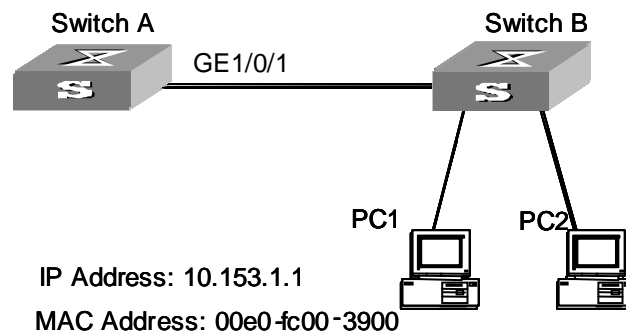 Switch A
Switch B
GE1/0/1
S
S
PC1
PC2
IP Address: 10.153.1.1
MAC Address: 00e0-fc00-3900